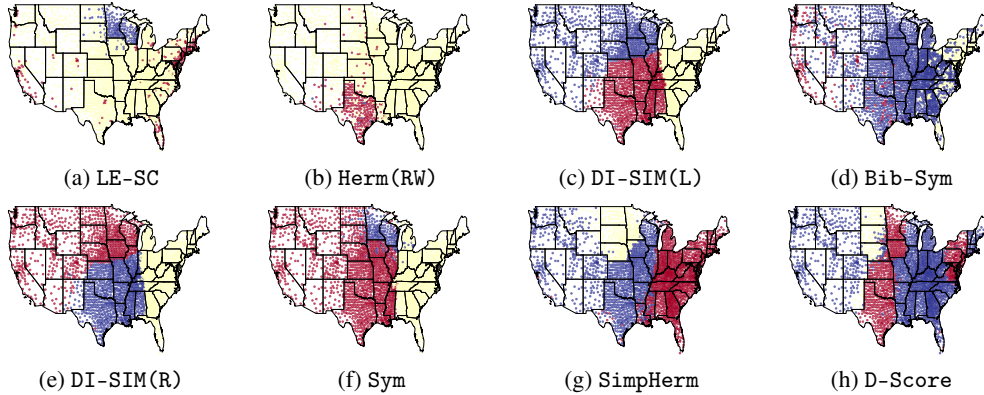 (a) LE-SC
(b) Herm(RW)
(c) DI-SIM(L)
(d) Bib-Sym
(e) DI-SIM(R)
(f) Sym
(g) SimpHerm
(h) D-Score